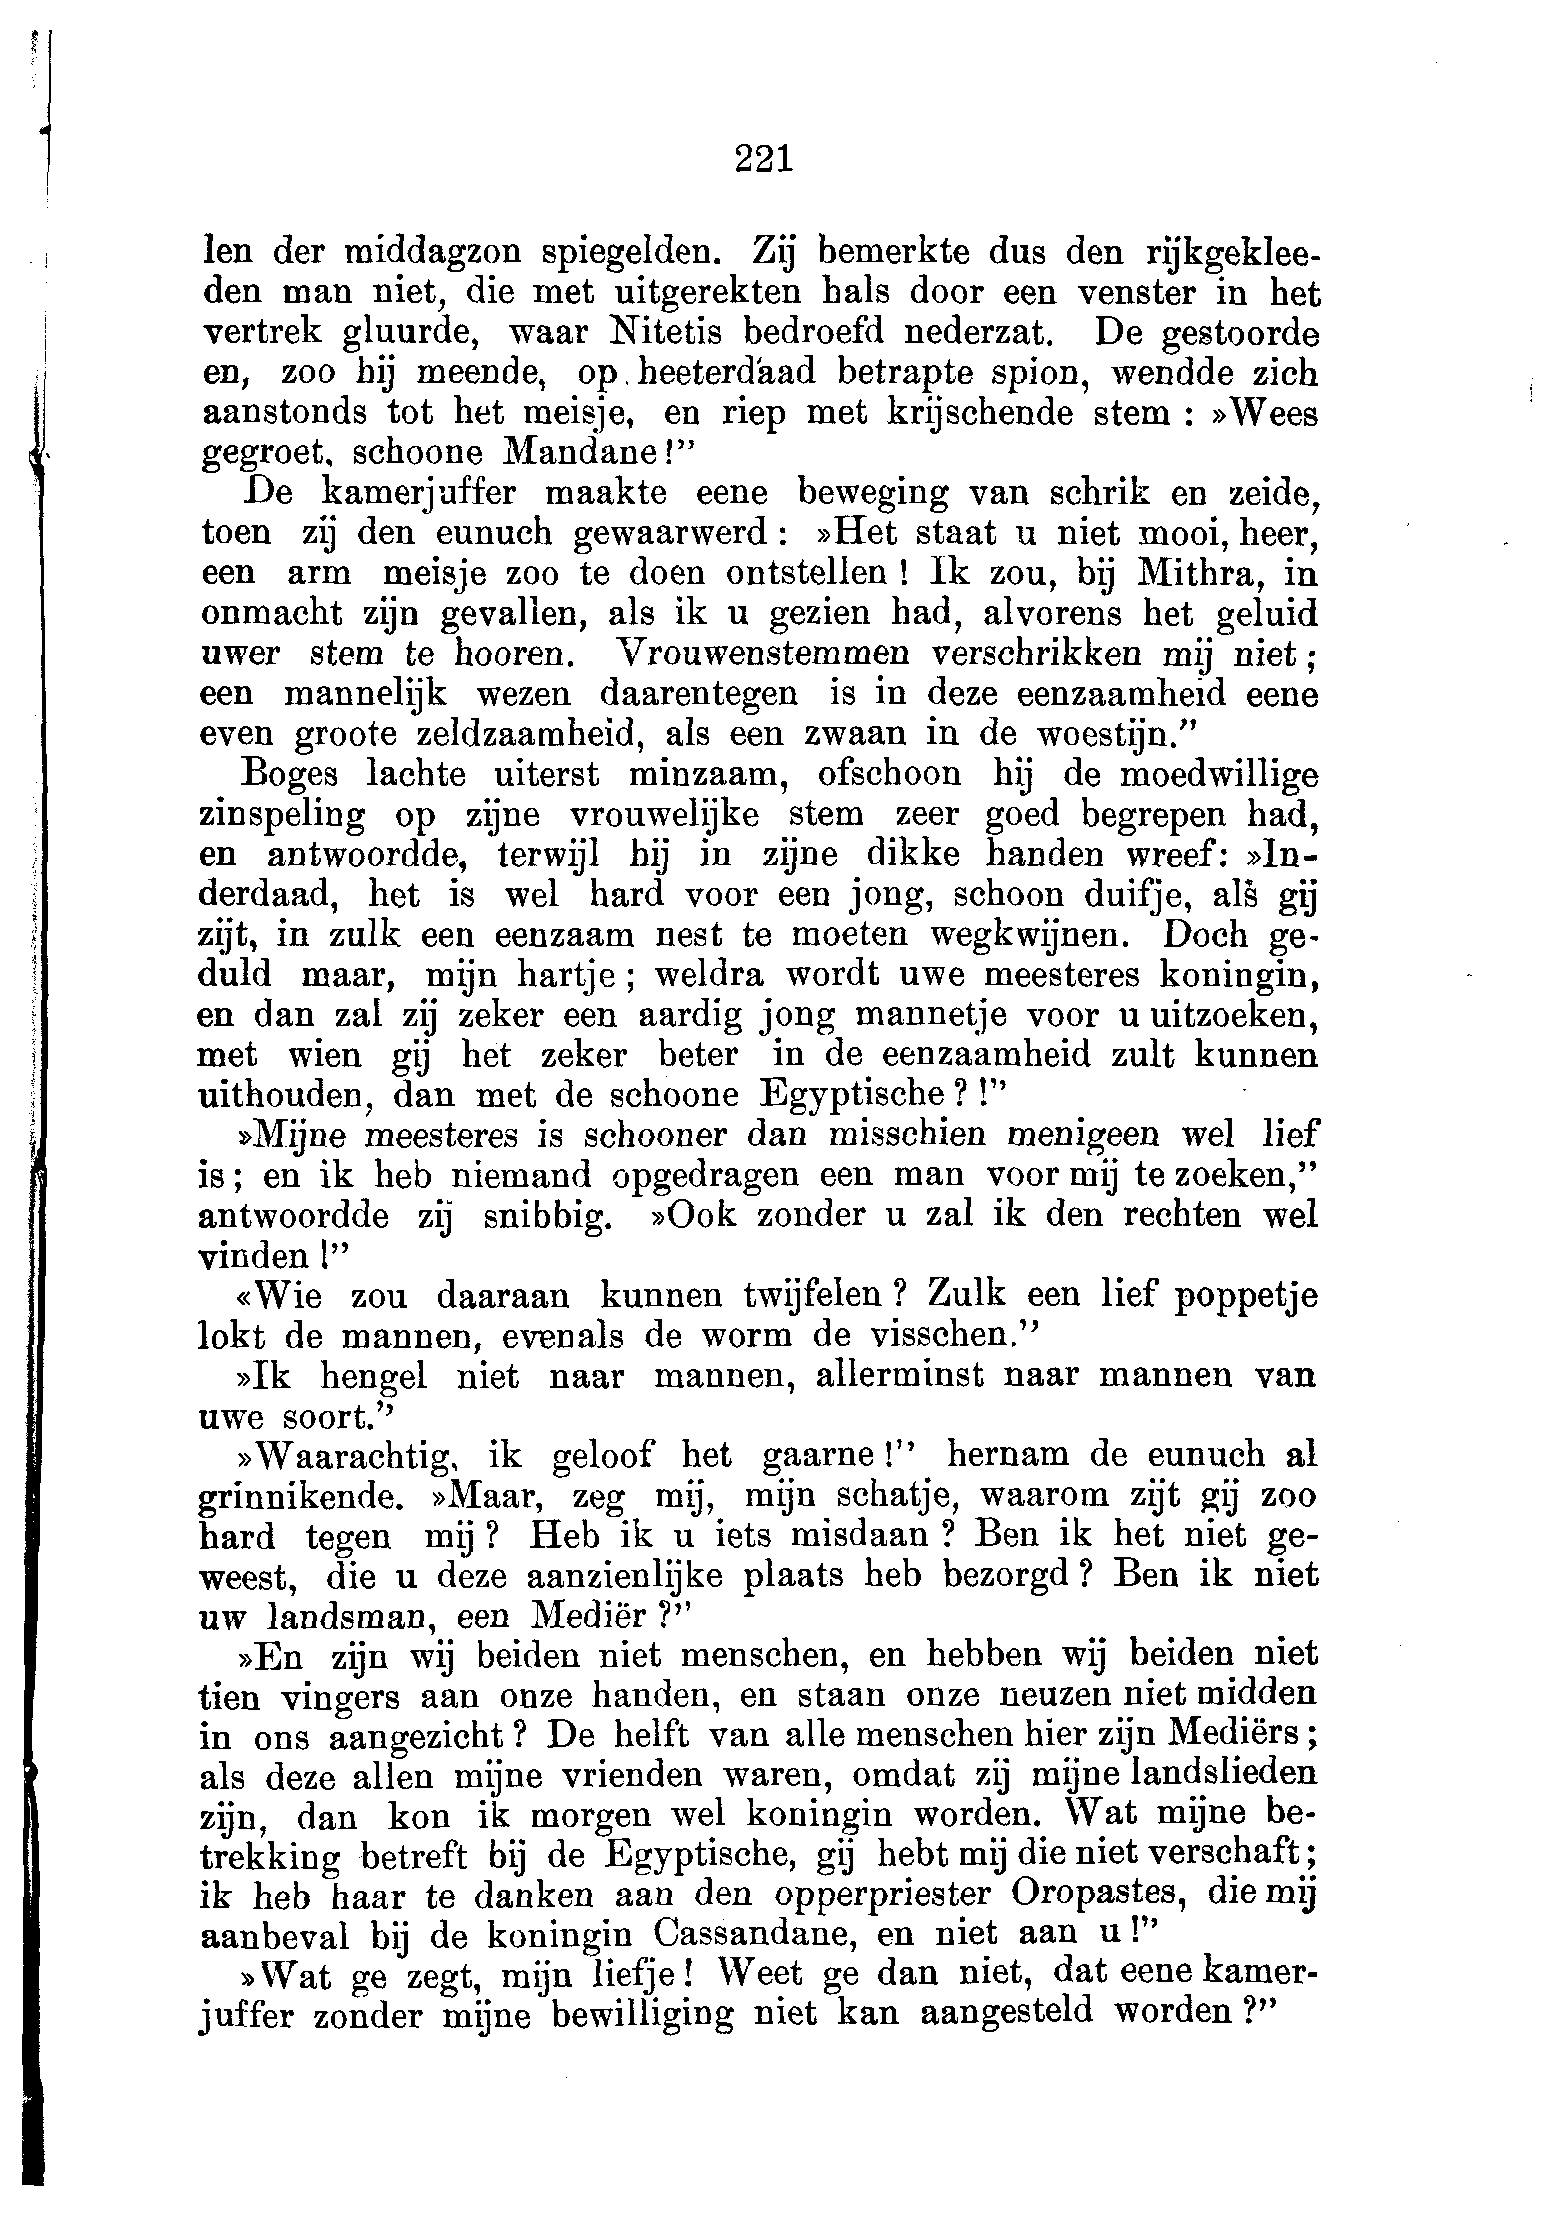 221
len der middagzon spiegelden. Zij bemerkte dus den rijkgeklee-
den man niet, die met uitgerekten hals door een venster in het
vertrek gluurde, waar Nitetis bedroefd nederzat. De gestoorde
en, zoo hij meende, op heeterdaad betrapte spion, wendde zich
aanstonds tot het meisje, en riep met krijschende stem : »Wees
gegroet, schoone Mandane!”
De kamerjuffer maakte eene beweging van schrik en zeide,
toen zij den eunuch gewaarwerd : »Het staat u niet mooi, heer,
een arm meisje zoo te doen ontstellen ! Ik zou, bij Mithra, in
onmacht zijn gevallen, als ik u gezien had, alvorens het geluid
uwer stem te hooren. Vrouwenstemmen verschrikken mij niet ;
een mannelijk wezen daarentegen is in deze eenzaamheid eene
even groote zeldzaamheid, als een zwaan in de woestijn.”
Boges lachte uiterst minzaam, ofschoon hij de moedwillige
zinspeling op zijne vrouwelijke stem zeer goed begrepen had,
en antwoordde, terwijl hij in zijne dikke handen wreef: »In-
derdaad, het is wel hard voor een jong, schoon duifje, als gij
zijt, in zulk een eenzaam nest te moeten wegkwijnen. Doch ge-
duld maar, mijn hartje ; weldra wordt uwe meesteres koningin,
en dan zal zij zeker een aardig jong mannetje voor u uitzoeken,
met wien gij het zeker beter in de eenzaamheid zult kunnen
uithouden, dan met de schoone Egyptische ? !”
»Mijne meesteres is schooner dan misschien menigeen wel lief
is ; en ik heb niemand opgedragen een man voor mij te zoeken,”
antwoordde zij snibbig. »Ook zonder u zal ik den rechten wel
vinden !”
«Wie zou daaraan kunnen twijfelen ? Zulk een lief poppetje
lokt de mannen, evenals de worm de visschen.”
»Ik hengel niet naar mannen, allerminst naar mannen van
uwe soort.”
»Waarachtig, ik geloof het gaarne !” hernam de eunuch al
grinnikende. »Maar, zeg mij, mijn schatje, waarom zijt gij zoo
hard tegen mij ? Heb ik u iets misdaan ? Ben ik het niet ge-
weest, die u deze aanzienlijke plaats heb bezorgd ? Ben ik niet
uw landsman, een Mediër ?”
»En zijn wij beiden niet menschen, en hebben wij beiden niet
tien vingers aan onze handen, en staan onze neuzen niet midden
in ons aangezicht ? De helft van alle menschen hier zijn Mediërs ;
als deze allen mijne vrienden waren, omdat zij mijne landslieden
zijn, dan kon ik morgen wel koningin worden. Wat mijne be-
trekking betreft bij de Egyptische, gij hebt mij die niet verschaft ;
ik heb haar te danken aan den opperpriester Oropastes, die mij
aanbeval bij de koningin Cassandane, en niet aan u !”
»Wat ge zegt, mijn liefje ! Weet ge dan niet, dat eene kamer-
juffer zonder mijne bewilliging niet kan aangesteld worden ?”